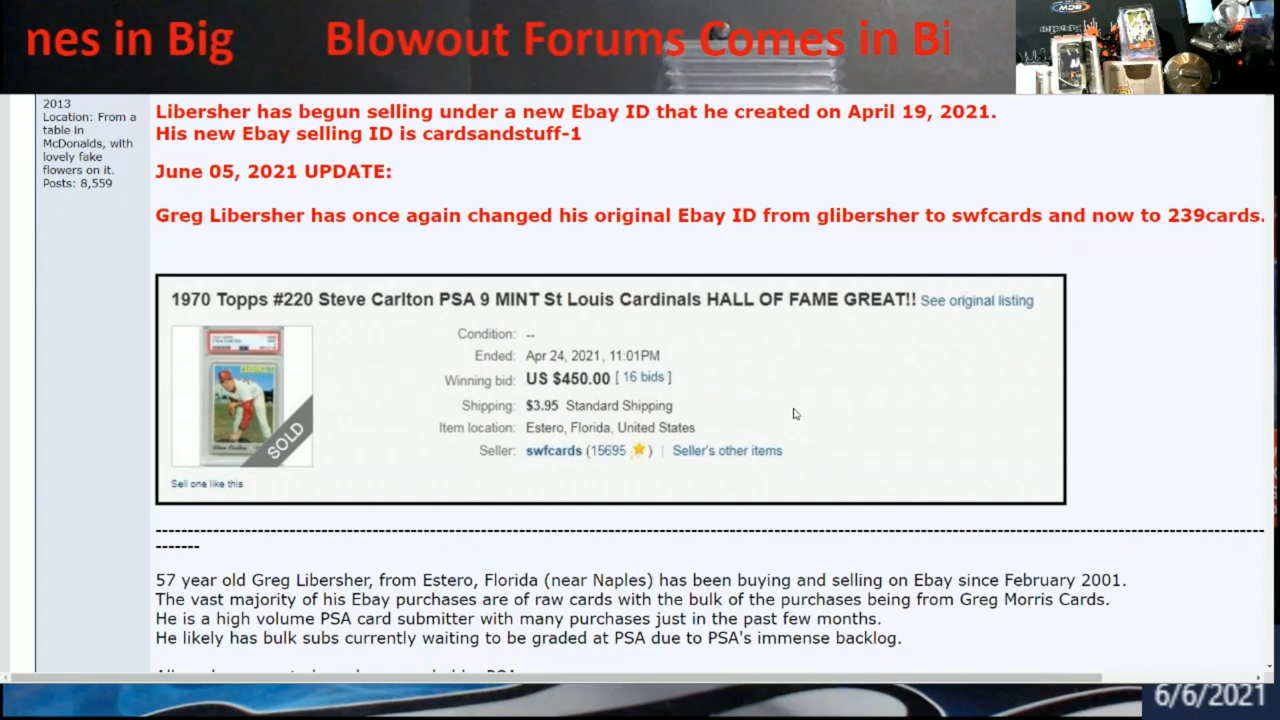 nes in Big Blowout Forums Comes in Bi
2013
Location: From a
table in
McDonalds, with
lovely fake
flowers on it.
Posts: 8,559
Libersher has begun selling under a new Ebay ID that he created on April 19, 2021.
His new Ebay selling ID is cardsandstuff-1
June 05, 2021 UPDATE:
Greg Libersher has once again changed his original Ebay ID from glibersher to swfcards and now to 239cards.
1970 Topps #220 Steve Carlton PSA 9 MINT St Louis Cardinals HALL OF FAME GREAT!! See original listing
CARDINALS
SOLD
Sell one like this
Condition: --
Ended: Apr 24, 2021 , 11:01PM
Winning bid: US $450.00 [ 16 bids ]
Shipping: $3.95 Standard Shipping
Item location: Estero, Florida, United States
Seller: swfcards (15695 ) | Seller's other items
57 year old Greg Libersher, from Estero, Florida (near Naples) has been buying and selling on Ebay since February 2001.
The vast majority of his Ebay purchases are of raw cards with the bulk of the purchases being from Greg Morris Cards.
He is a high volume PSA card submitter with many purchases just in the past few months.
He likely has bulk subs currently waiting to be graded at PSA due to PSA's immense backlog.
6/6/2021